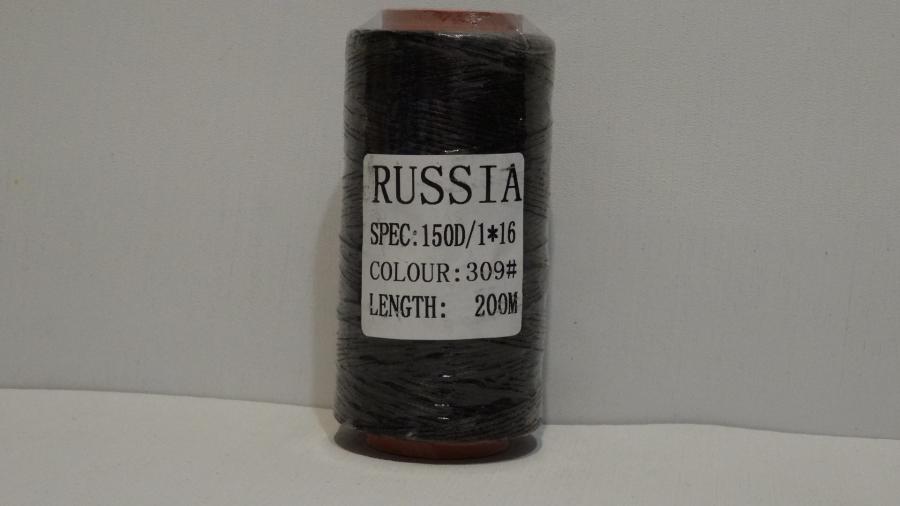 RUSSIA
SPEC:150D/1*16
COLOUR:309#
LENGTH: 200M